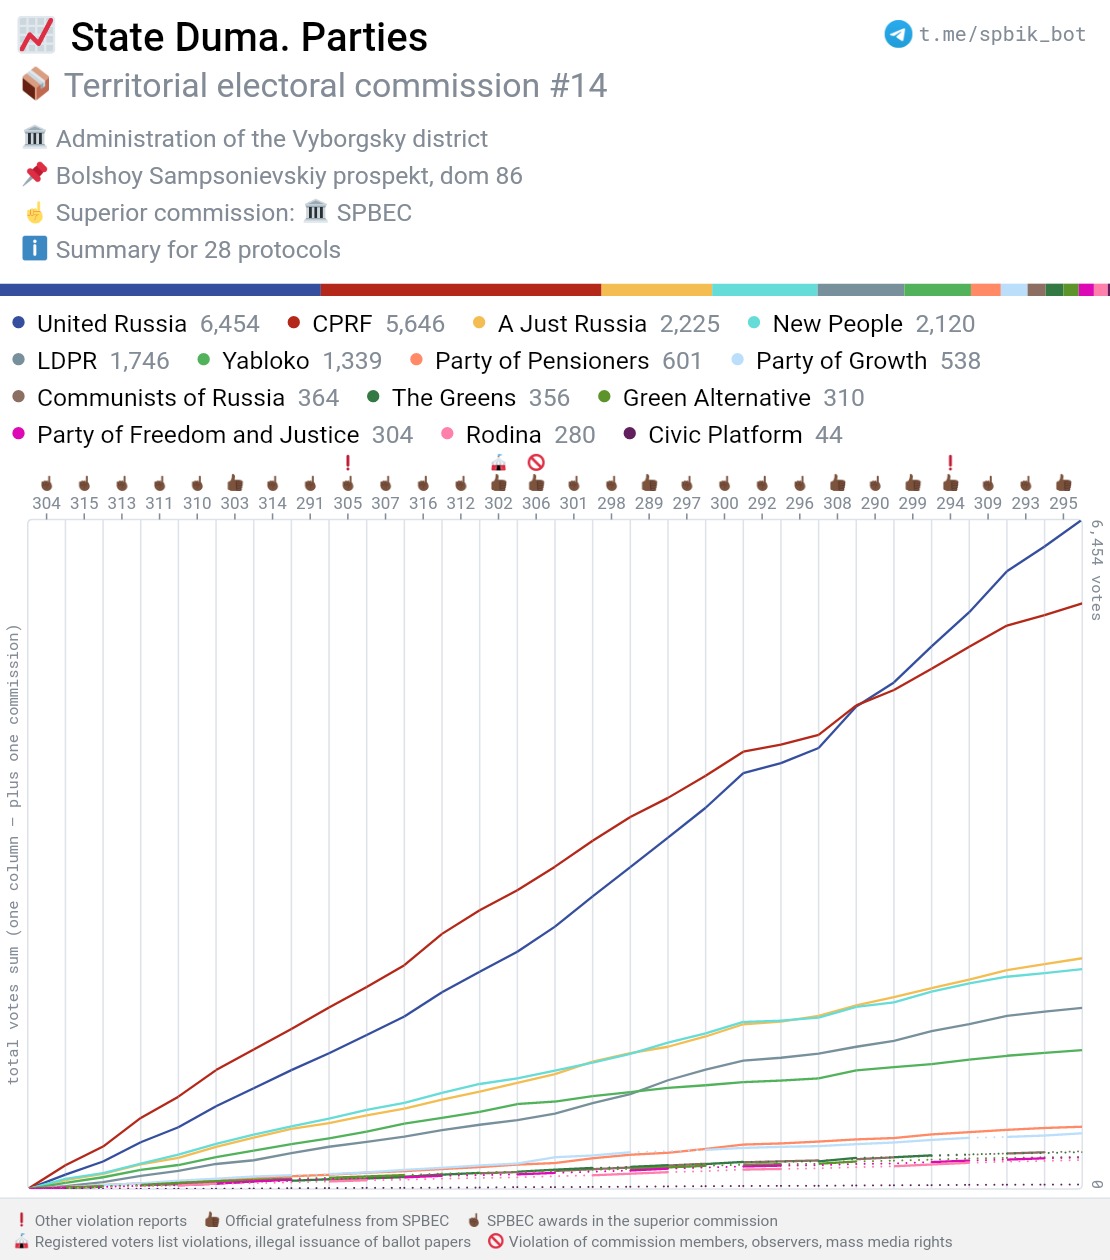 State Duma. Parties
t.me/spbik_bot
Territorial electoral commission #14
Administration of the Vyborgsky district
Bolshoy Sampsonievskiy prospekt, dom 86
Superior commission: SPBEC
Summary for 28 protocols
United Russia 6,454 CPRF 5,646 A Just Russia 2,225 New People 2,120
LDPR 1,746 Yabloko 1,339 Party of Pensioners 601 Party of Growth 538
Communists of Russia 364 The Greens 356 Green Alternative 310
Party of Freedom and Justice 304 Rodina 280 Civic Platform 44
304 315 313 311 310 303 314 291 305 307 316 312 302 306 301 298 289 297 300 292 296 308 290 299 294 309 293 295
6,454 votes
total votes sum (one column – plus one commission)
0
Other violation reports Official gratefulness from SPBEC SPBEC awards in the superior commission
Registered voters list violations, illegal issuance of ballot papers Violation of commission members, observers, mass media rights